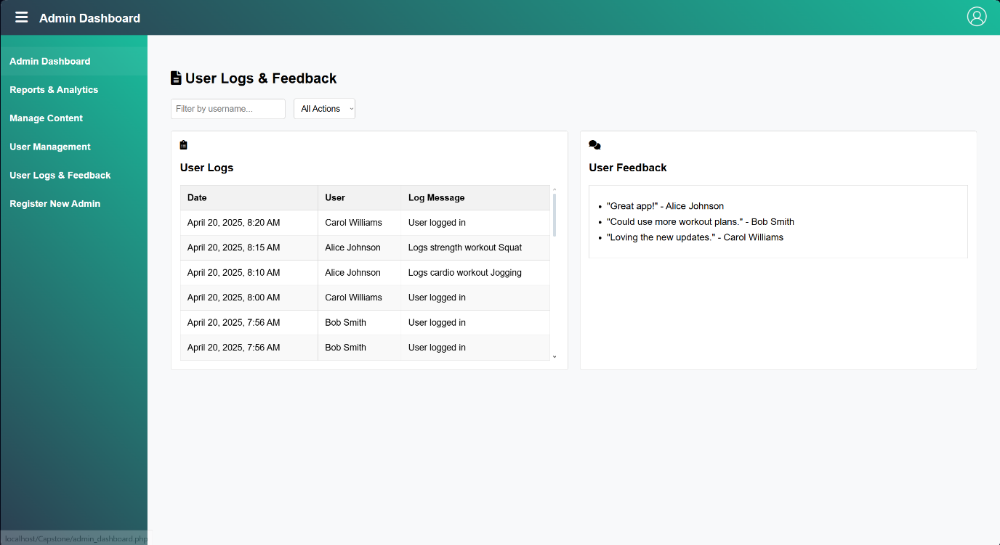 Admin Dashboard
Admin Dashboard
Reports & Analytics
Manage Content
User Management
User Logs & Feedback
Register New Admin
User Logs & Feedback
Filter by username... All Actions
User Logs
Date User Log Message
April 20, 2025, 8:20 AM Carol Williams User logged in
April 20, 2025, 8:15 AM Alice Johnson Logs strength workout Squat
April 20, 2025, 8:10 AM Alice Johnson Logs cardio workout Jogging
April 20, 2025, 8:00 AM Carol Williams User logged in
April 20, 2025, 7:56 AM Bob Smith User logged in
April 20, 2025, 7:56 AM Bob Smith User logged in
User Feedback
• "Great app!" - Alice Johnson
• "Could use more workout plans." - Bob Smith
• "Loving the new updates." - Carol Williams
localhost/Capstone/admin_dashboard.php